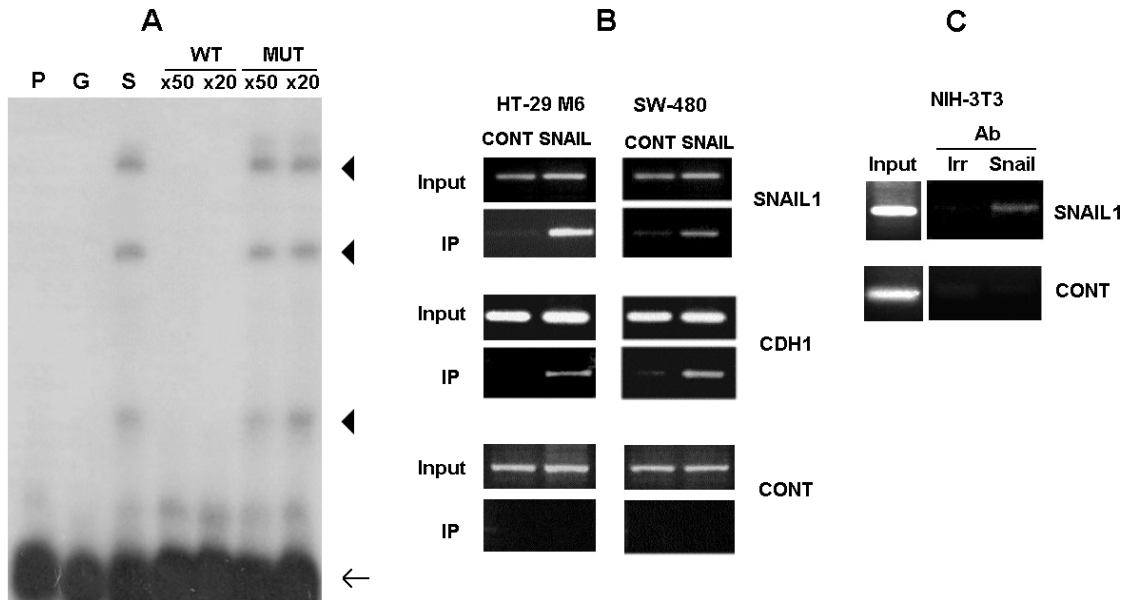 A
WT MUT
P G S x50 x20 x50 x20
B
HT-29 M6 SW-480
CONT SNAIL CONT SNAIL
Input
SNAIL1
IP
Input
CDH1
IP
Input
CONT
IP
C
NIH-3T3
Ab
Input Irr Snail
SNAIL1
CONT